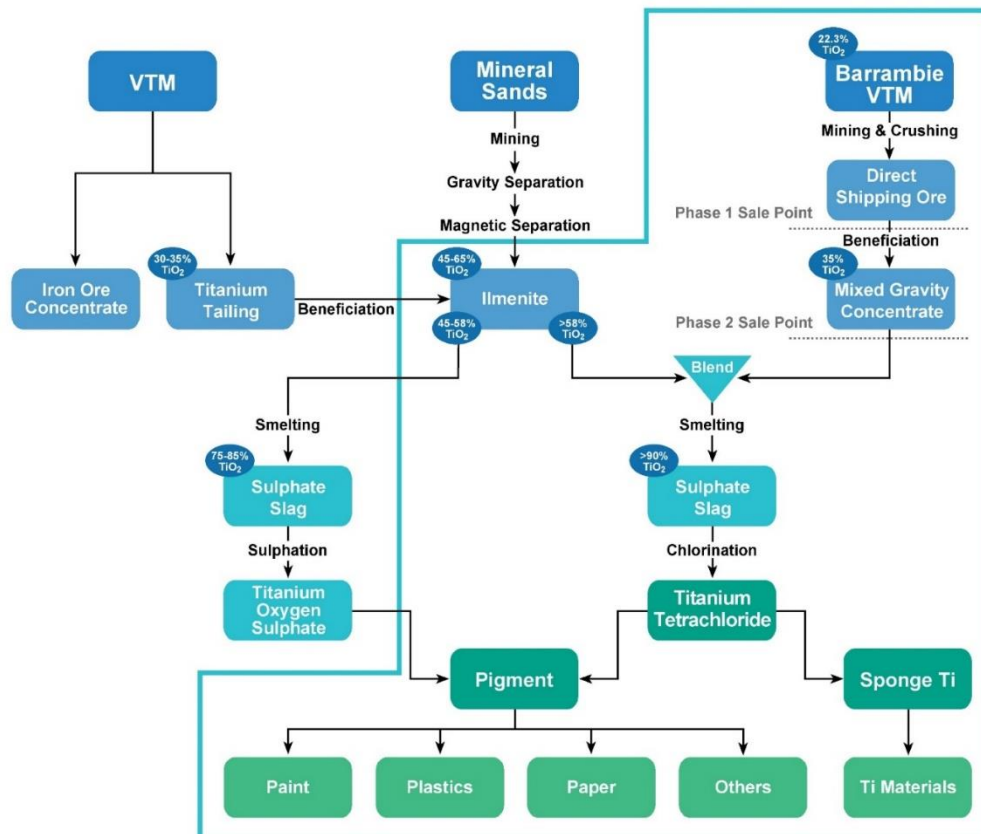 22.3%
TiO₂
VTM
Mineral
Sands
Barrambie
VTM
Mining
Mining & Crushing
Gravity Separation
Direct
Shipping Ore
Phase 1 Sale Point
Magnetic Separation
Beneficiation
30-35%
TiO₂
45-65%
TiO₂
35%
TiO₂
Iron Ore
Concentrate
Titanium
Tailing
Beneficiation
Ilmenite
Mixed Gravity
Concentrate
45-58%
TiO₂
>58%
TiO₂
Phase 2 Sale Point
Blend
Smelting
Smelting
75-85%
TiO₂
>90%
TiO₂
Sulphate
Slag
Sulphate
Slag
Sulphation
Chlorination
Titanium
Oxygen
Sulphate
Titanium
Tetrachloride
Pigment
Sponge Ti
Paint
Plastics
Paper
Others
Ti Materials